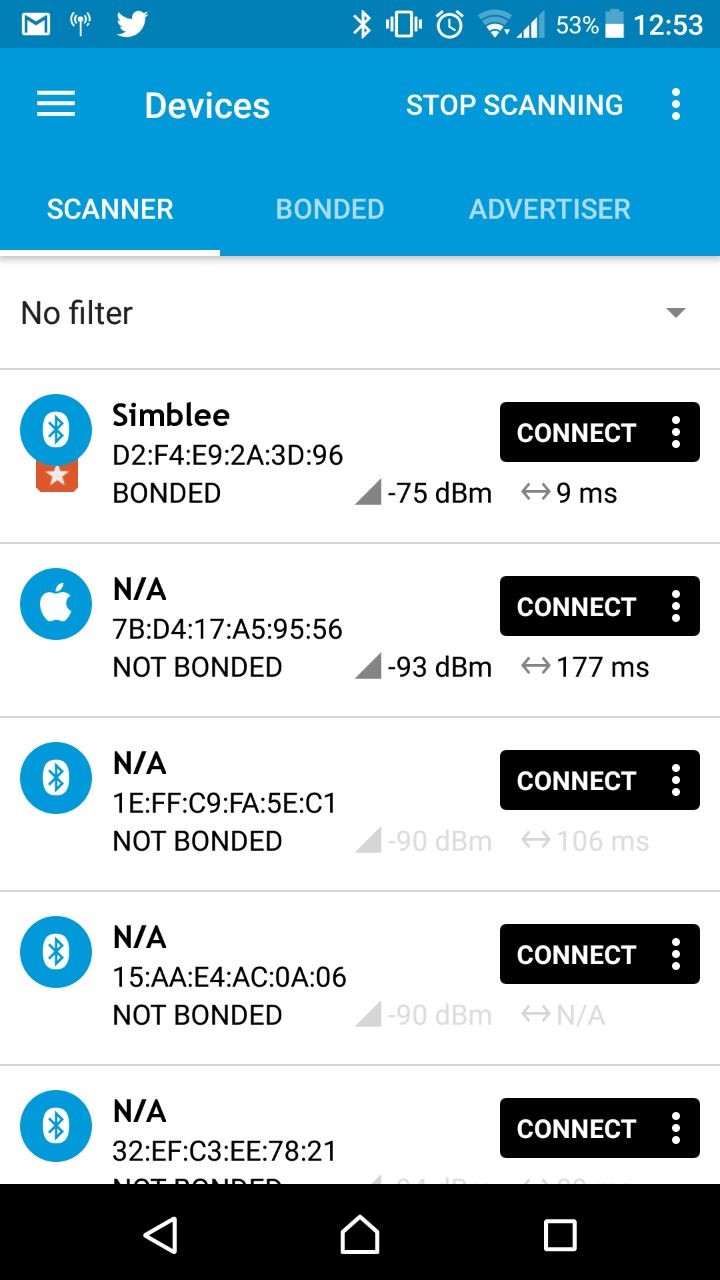 53% 12:53
Devices STOP SCANNING
SCANNER BONDED ADVERTISER
No filter
Simblee
CONNECT
D2:F4:E9:2A:3D:96
BONDED -75 dBm 9 ms
N/A
CONNECT
7B:D4:17:A5:95:56
NOT BONDED -93 dBm 177 ms
N/A
CONNECT
1E:FF:C9:FA:5E:C1
NOT BONDED -90 dBm 106 ms
N/A
CONNECT
15:AA:E4:AC:0A:06
NOT BONDED -90 dBm N/A
N/A
CONNECT
32:EF:C3:EE:78:21
NOT BONDED